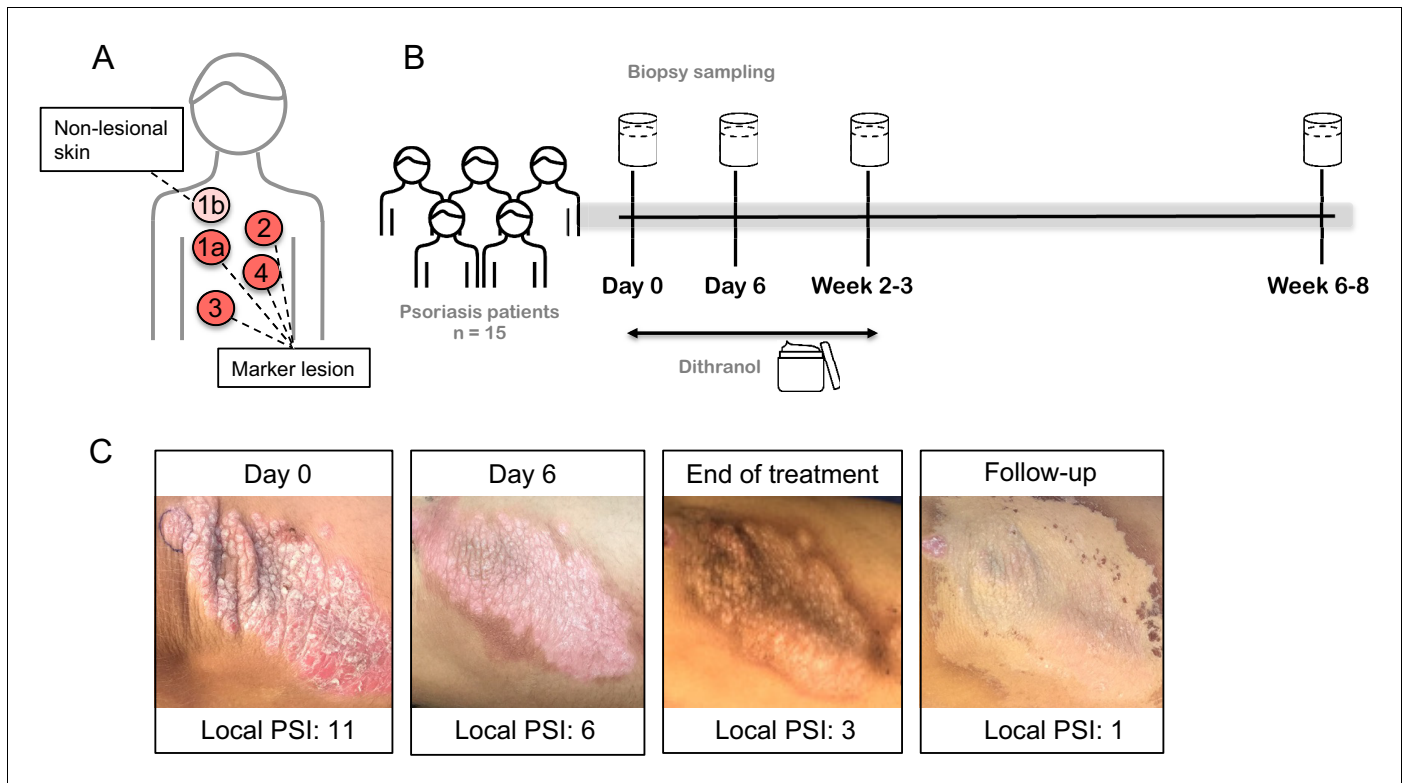 A
Non-lesional
skin
1b
2
1a
4
3
Marker lesion
B
Biopsy sampling
Psoriasis patients
n = 15
Day 0
Day 6
Week 2-3
Week 6-8
Dithranol
C
Day 0
Day 6
End of treatment
Follow-up
Local PSI: 11
Local PSI: 6
Local PSI: 3
Local PSI: 1